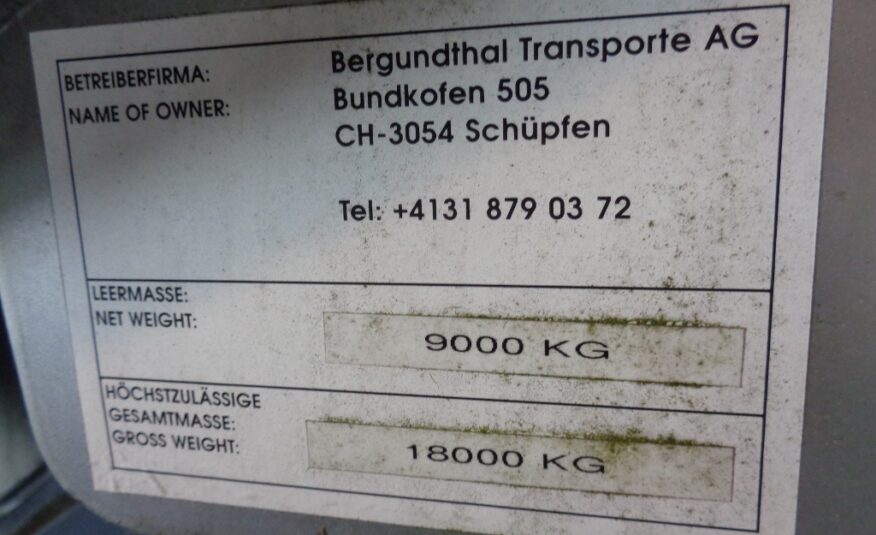 BETREIBERFIRMA:
NAME OF OWNER:
Bergundthal Transporte AG
Bundkofen 505
CH-3054 Schüpfen
Tel: +4131 879 03 72
LEERMASSE:
NET WEIGHT:
9000 KG
HÖCHSTZULÄSSIGE
GESAMTMASSE:
GROSS WEIGHT:
18000 KG